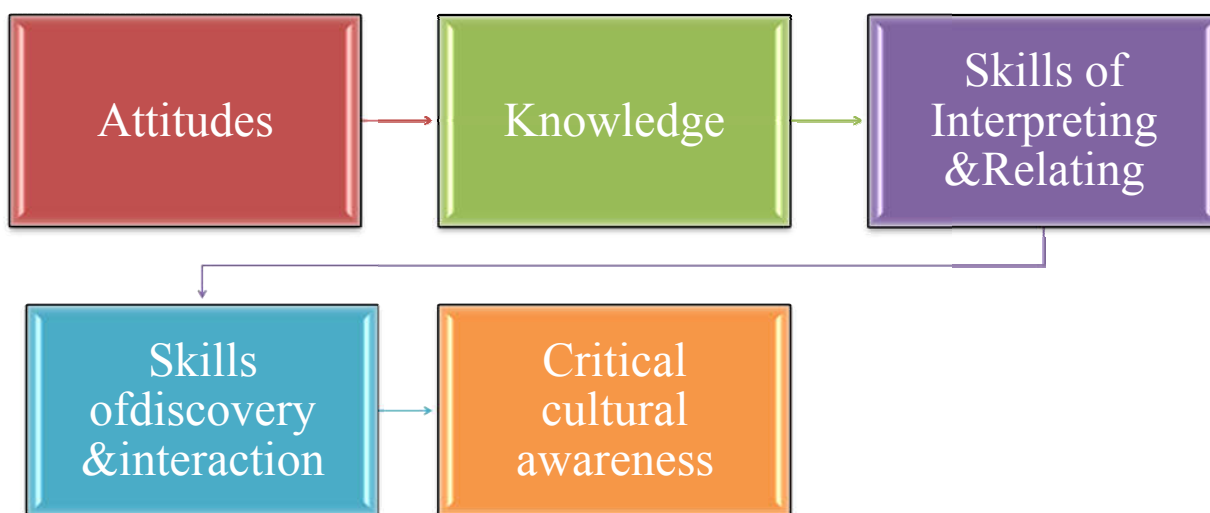 Attitudes
Knowledge
Skills of
Interpreting
&Relating
Skills
ofdiscovery
&interaction
Critical
cultural
awareness